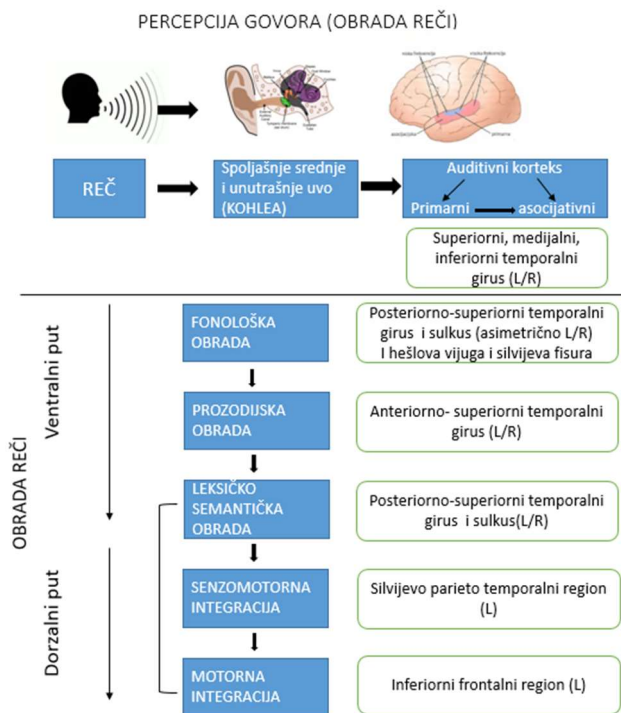 PERCEPCIJA GOVORA (OBRADA REČI)
REČ
Spoljašnje srednje
i unutrašnje uvo
(KOHLEA)
Auditivni korteks
Primarni
asocijativni
Superiorni, medijalni,
inferiorni temporalni
girus (L/R)
OBRADA REČI
Ventralni put
FONOLOŠKA
OBRADA
Posteriorno-superiorni temporalni
girus i sulkus (asimetrično L/R)
I hešlova vijuga i silvijeva fisura
PROZODIJSKA
OBRADA
Anteriorno- superiorni temporalni
girus (L/R)
LEKSIČKO
SEMANTIČKA
OBRADA
Posteriorno-superiorni temporalni
girus i sulkus(L/R)
Dorzalni put
SENZOMOTORNA
INTEGRACIJA
Silvijevo parieto temporalni region
(L)
MOTORNA
INTEGRACIJA
Inferiorni frontalni region (L)